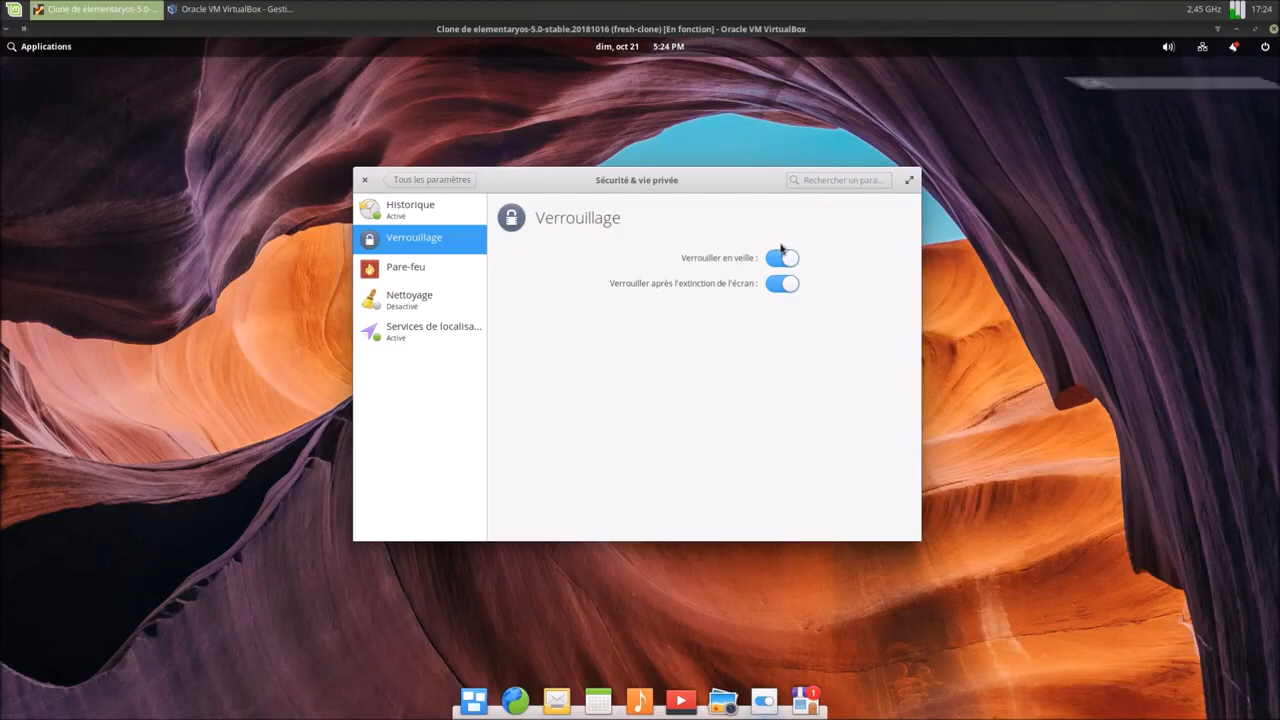 Clone de elementaryos-5.0-...
Oracle VM VirtualBox - Gesti...
2,45 GHz
17:24
Clone de elementaryos-5.0-stable.20181016 (fresh-clone) [En fonction] - Oracle VM VirtualBox
Applications
dim, oct 21 5:24 PM
Tous les paramètres
Sécurité & vie privée
Rechercher un para...
Historique
Activé
Verrouillage
Pare-feu
Nettoyage
Désactivé
Services de localisa...
Activé
Verrouillage
Verrouiller en veille :
Verrouiller après l'extinction de l'écran :
1